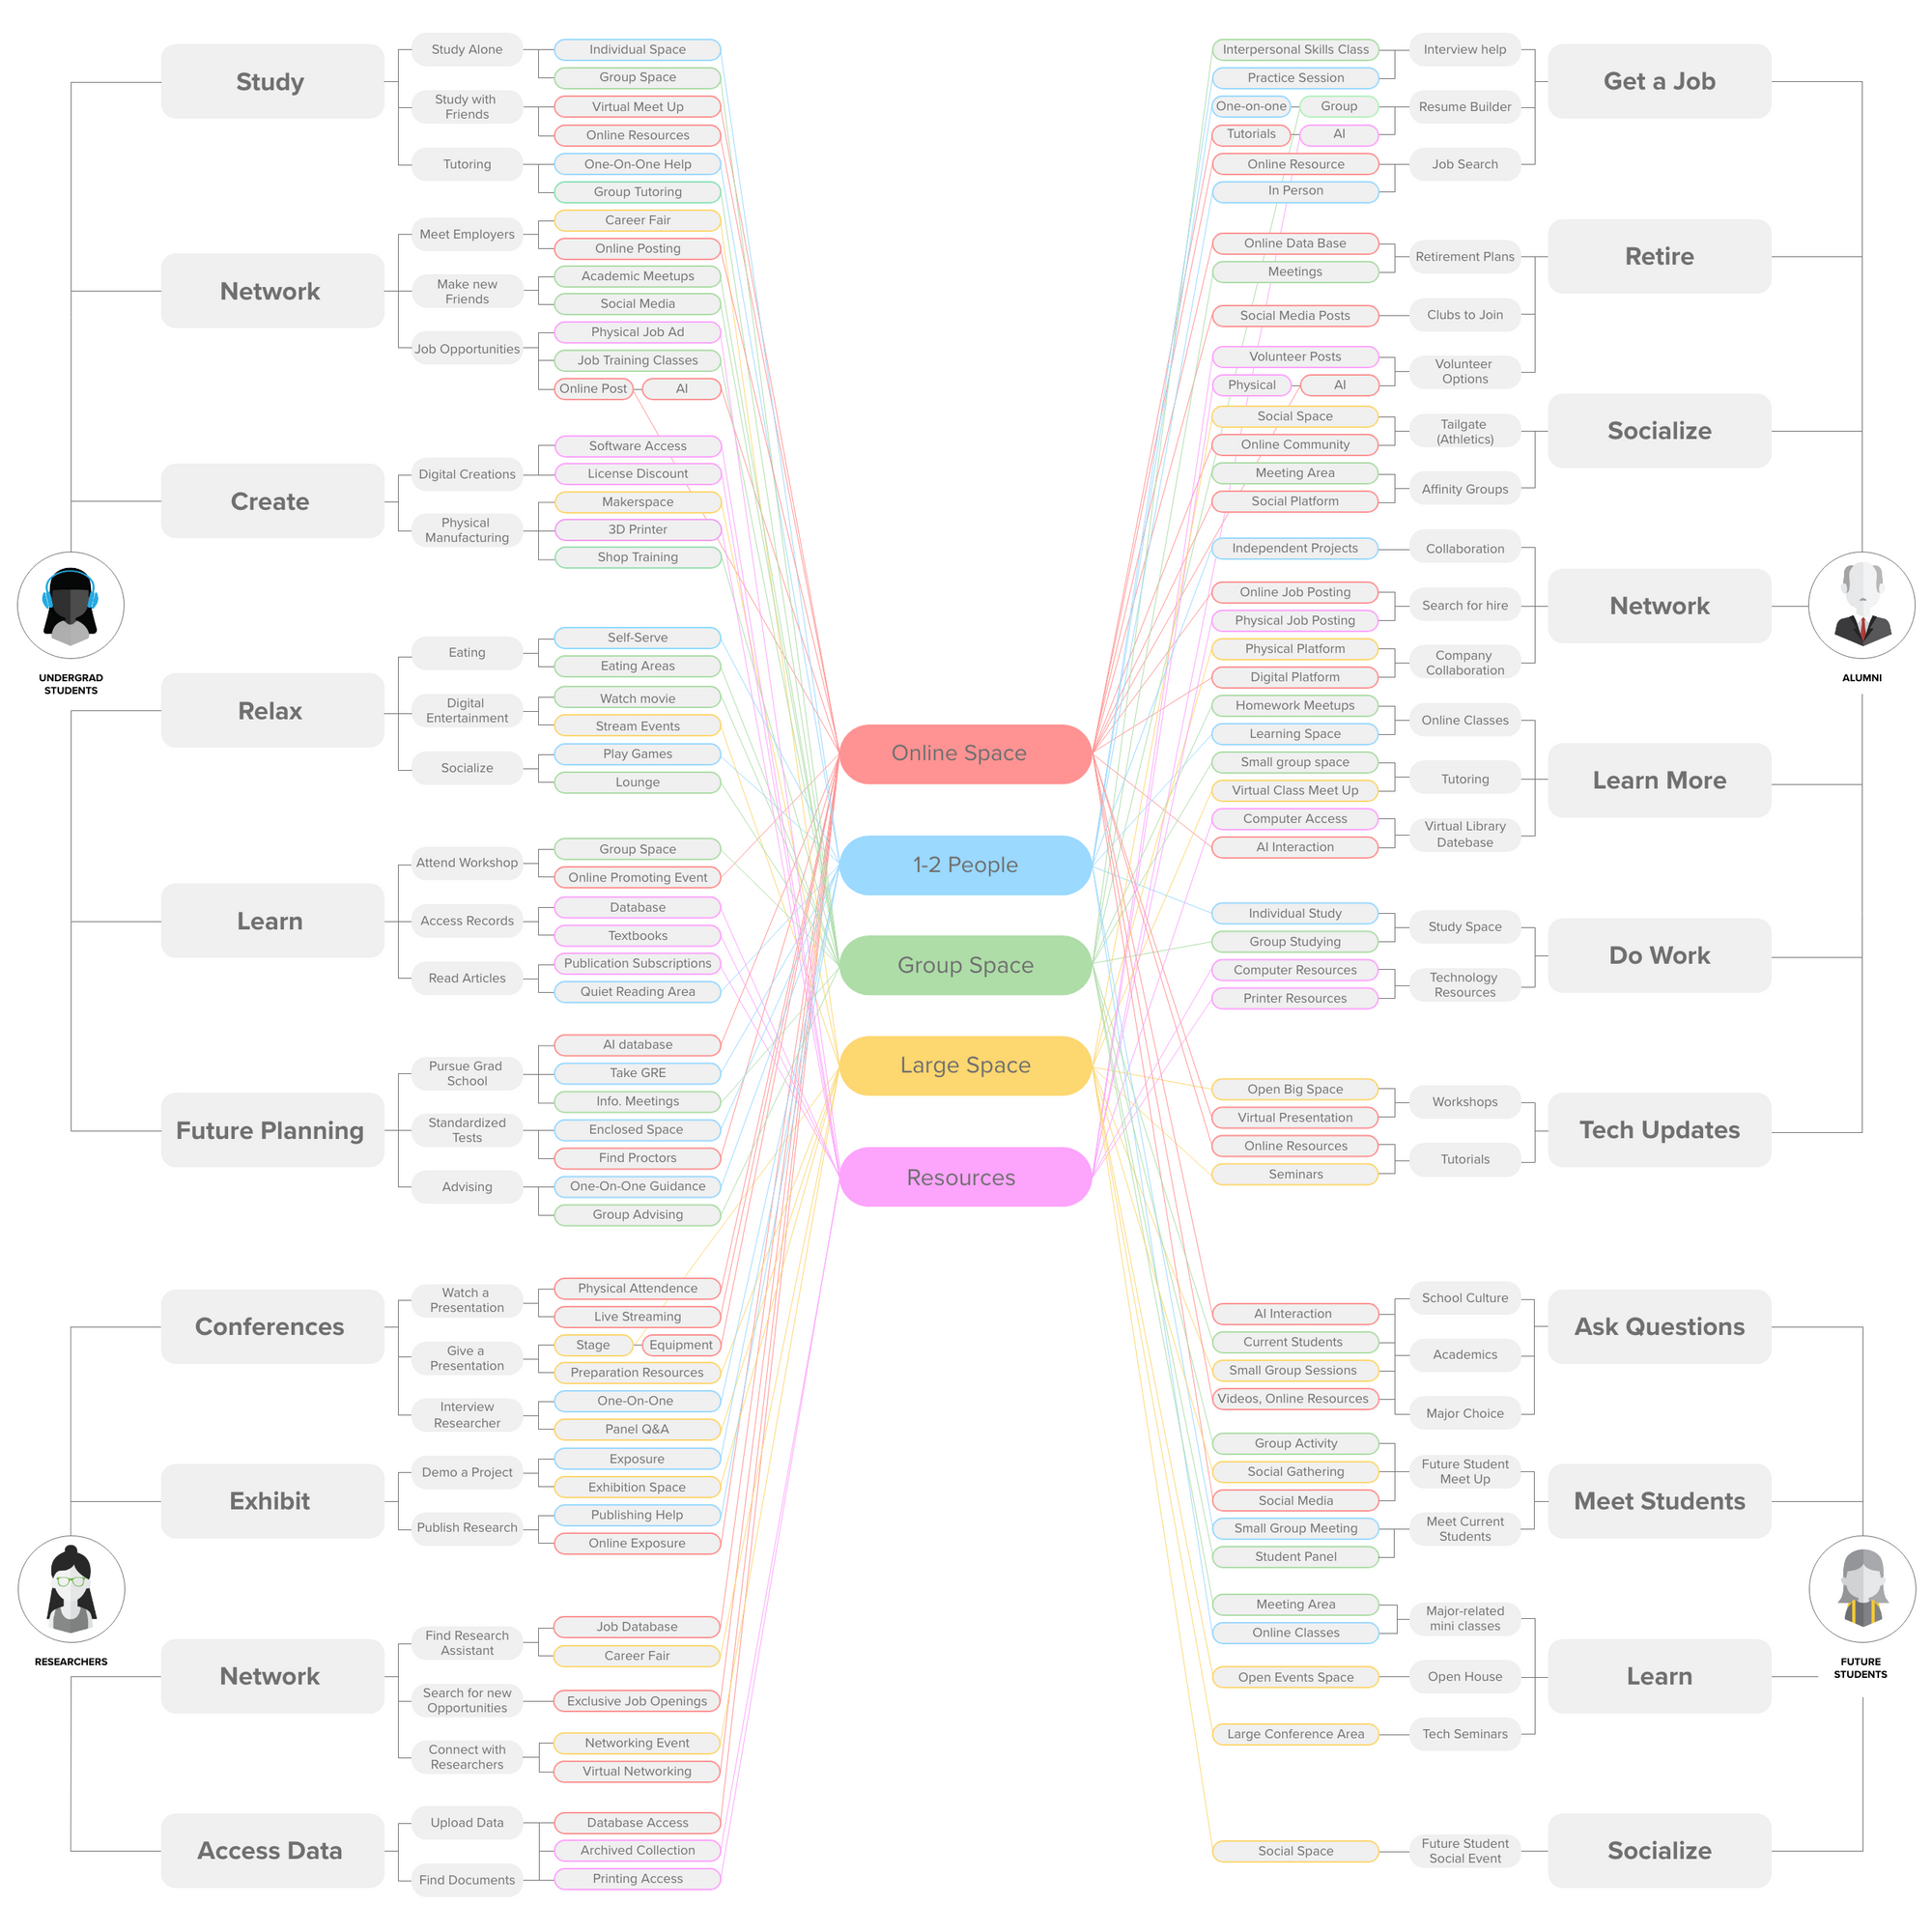 Study
Study Alone
Individual Space
Group Space
Study with
Friends
Virtual Meet Up
Online Resources
Tutoring
One-On-One Help
Group Tutoring
Network
Meet Employers
Career Fair
Online Posting
Make new
Friends
Academic Meetups
Social Media
Job Opportunities
Physical Job Ad
Job Training Classes
Online Post
AI
Create
Digital Creations
Software Access
License Discount
Physical
Manufacturing
Makerspace
3D Printer
Shop Training
UNDERGRAD
STUDENTS
Relax
Eating
Self-Serve
Eating Areas
Digital
Entertainment
Watch movie
Stream Events
Socialize
Play Games
Lounge
Learn
Attend Workshop
Group Space
Online Promoting Event
Access Records
Database
Textbooks
Read Articles
Publication Subscriptions
Quiet Reading Area
Future Planning
Pursue Grad
School
AI database
Take GRE
Info. Meetings
Standardized
Tests
Enclosed Space
Find Proctors
Advising
One-On-One Guidance
Group Advising
Conferences
Watch a
Presentation
Physical Attendence
Live Streaming
Give a
Presentation
Stage
Equipment
Preparation Resources
Interview
Researcher
One-On-One
Panel Q&A
Exhibit
Demo a Project
Exposure
Exhibition Space
Publish Research
Publishing Help
Online Exposure
RESEARCHERS
Network
Find Research
Assistant
Job Database
Career Fair
Search for new
Opportunities
Exclusive Job Openings
Connect with
Researchers
Networking Event
Virtual Networking
Access Data
Upload Data
Find Documents
Database Access
Archived Collection
Printing Access
Online Space
1-2 People
Group Space
Large Space
Resources
Interpersonal Skills Class
Practice Session
Interview help
Get a Job
One-on-one
Group
Tutorials
AI
Resume Builder
Online Resource
In Person
Job Search
Online Data Base
Meetings
Retirement Plans
Retire
Social Media Posts
Clubs to Join
Volunteer Posts
Physical
AI
Volunteer
Options
Social Space
Online Community
Tailgate
(Athletics)
Socialize
Meeting Area
Social Platform
Affinity Groups
Independent Projects
Collaboration
Online Job Posting
Physical Job Posting
Search for hire
Network
Physical Platform
Digital Platform
Company
Collaboration
ALUMNI
Homework Meetups
Learning Space
Online Classes
Small group space
Virtual Class Meet Up
Tutoring
Learn More
Computer Access
AI Interaction
Virtual Library
Datebase
Individual Study
Group Studying
Study Space
Do Work
Computer Resources
Printer Resources
Technology
Resources
Open Big Space
Virtual Presentation
Workshops
Tech Updates
Online Resources
Seminars
Tutorials
AI Interaction
Current Students
Small Group Sessions
Videos, Online Resources
School Culture
Academics
Major Choice
Ask Questions
Group Activity
Social Gathering
Social Media
Future Student
Meet Up
Meet Students
Small Group Meeting
Student Panel
Meet Current
Students
Meeting Area
Online Classes
Major-related
mini classes
FUTURE
STUDENTS
Open Events Space
Open House
Learn
Large Conference Area
Tech Seminars
Social Space
Future Student
Social Event
Socialize